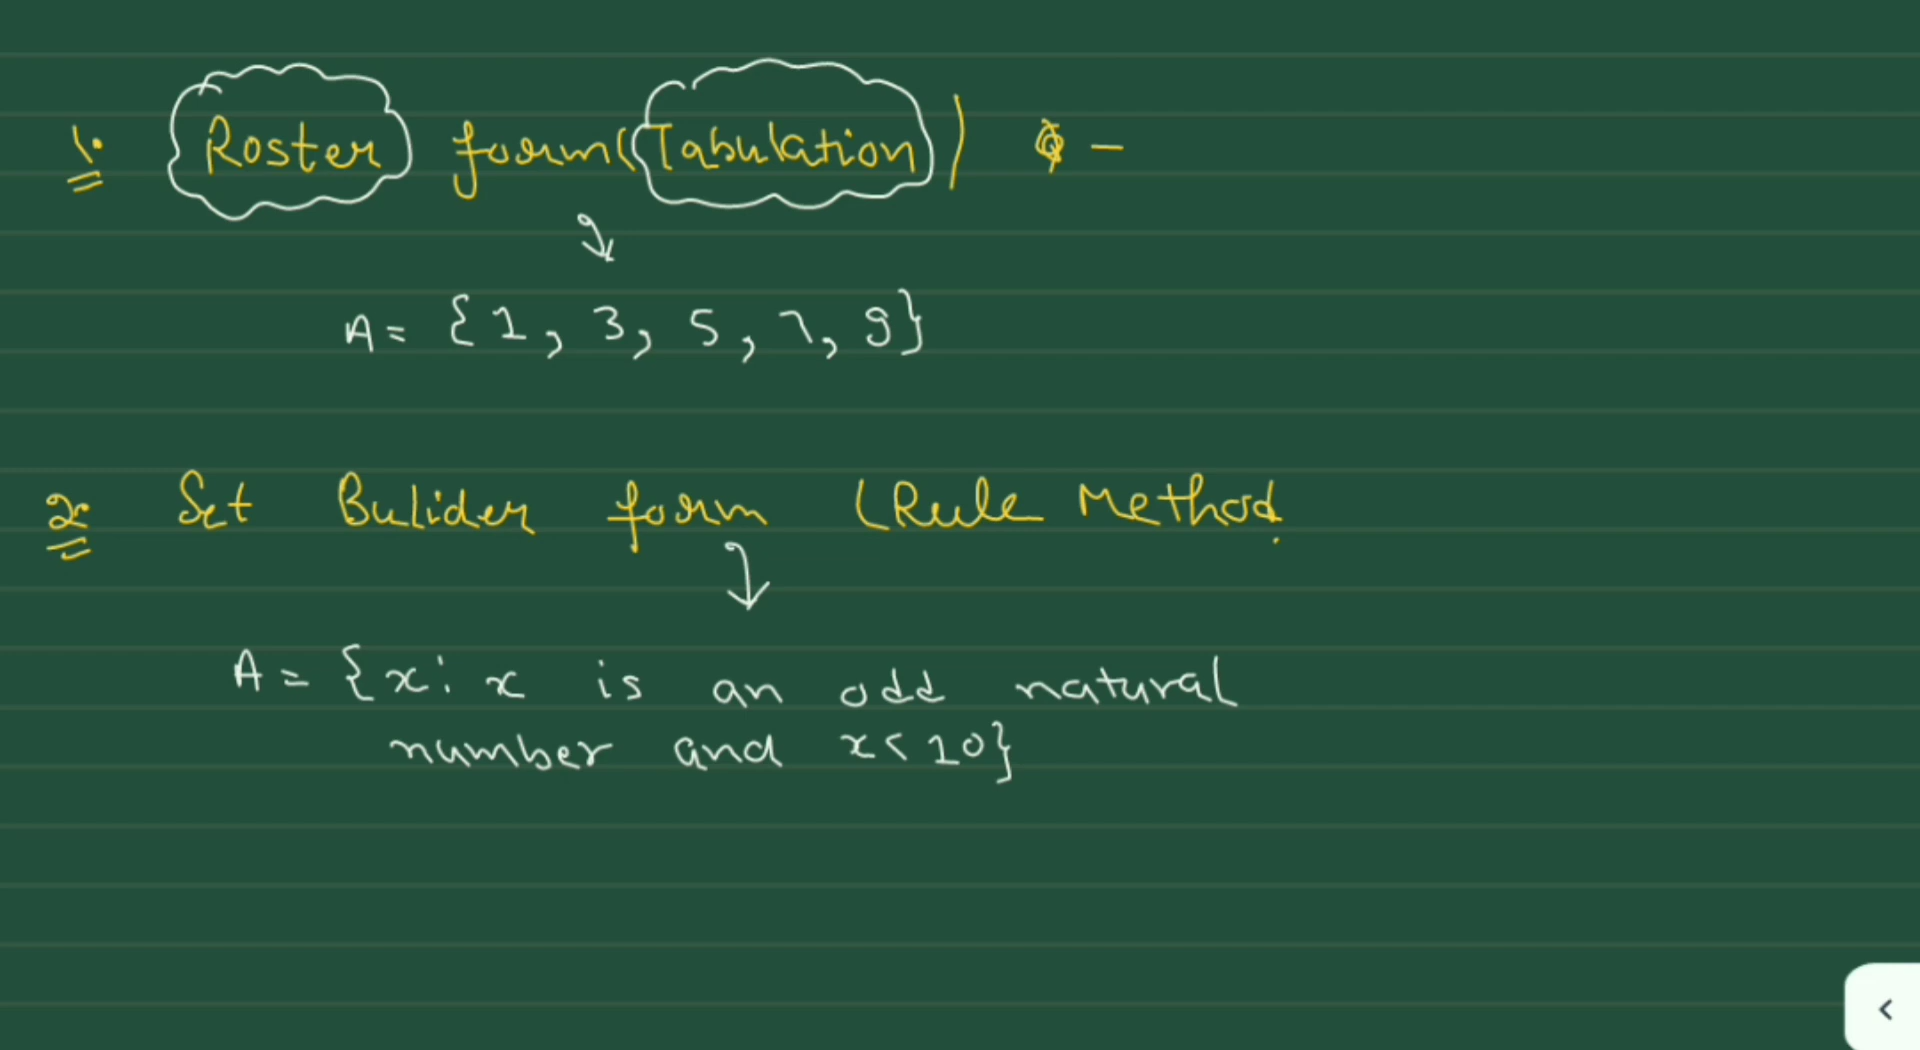 1. Roster form (Tabulation) -
A = {1, 3, 5, 7, 9}
2. Set Bulider form (Rule Method.
A = {x: x is an odd natural
number and x < 10}